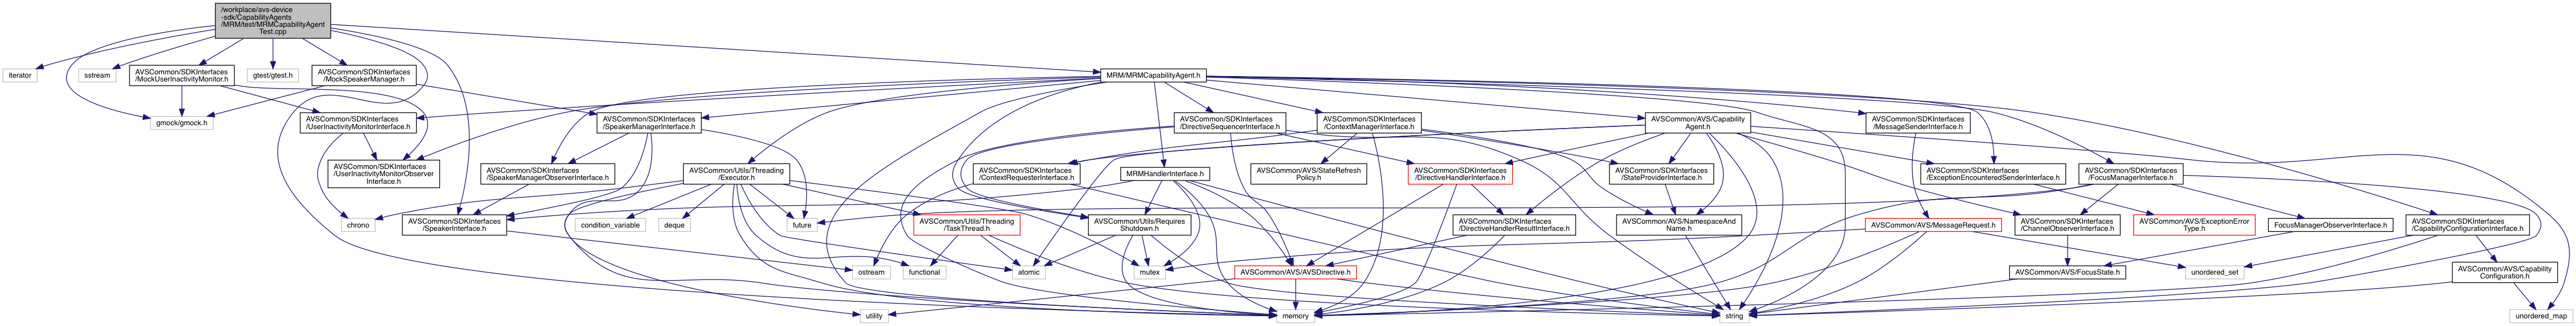 /workplace/avs-device
-sdk/CapabilityAgents
/MRM/test/MRMCapabilityAgent
Test.cpp
iterator
sstream
AVSCommon/SDKInterfaces
/MockUserInactivityMonitor.h
gtest/gtest.h
AVSCommon/SDKInterfaces
/MockSpeakerManager.h
MRM/MRMCapabilityAgent.h
gmock/gmock.h
AVSCommon/SDKInterfaces
/UserInactivityMonitorInterface.h
AVSCommon/SDKInterfaces
/SpeakerManagerInterface.h
AVSCommon/SDKInterfaces
/DirectiveSequencerInterface.h
AVSCommon/SDKInterfaces
/ContextManagerInterface.h
AVSCommon/AVS/Capability
Agent.h
AVSCommon/SDKInterfaces
/MessageSenderInterface.h
AVSCommon/SDKInterfaces
/UserInactivityMonitorObserver
Interface.h
AVSCommon/SDKInterfaces
/SpeakerManagerObserverInterface.h
AVSCommon/Utils/Threading
/Executor.h
AVSCommon/SDKInterfaces
/ContextRequesterInterface.h
MRMHandlerInterface.h
AVSCommon/AVS/StateRefresh
Policy.h
AVSCommon/SDKInterfaces
/DirectiveHandlerInterface.h
AVSCommon/SDKInterfaces
/StateProviderInterface.h
AVSCommon/SDKInterfaces
/ExceptionEncounteredSenderInterface.h
AVSCommon/SDKInterfaces
/FocusManagerInterface.h
chrono
AVSCommon/SDKInterfaces
/SpeakerInterface.h
condition_variable
deque
future
AVSCommon/Utils/Threading
/TaskThread.h
AVSCommon/Utils/Requires
Shutdown.h
AVSCommon/SDKInterfaces
/DirectiveHandlerResultInterface.h
AVSCommon/AVS/NamespaceAnd
Name.h
AVSCommon/AVS/MessageRequest.h
AVSCommon/SDKInterfaces
/ChannelObserverInterface.h
AVSCommon/AVS/ExceptionError
Type.h
FocusManagerObserverInterface.h
AVSCommon/SDKInterfaces
/CapabilityConfigurationInterface.h
ostream
functional
atomic
mutex
AVSCommon/AVS/AVSDirective.h
AVSCommon/AVS/FocusState.h
unordered_set
AVSCommon/AVS/Capability
Configuration.h
utility
memory
string
unordered_map